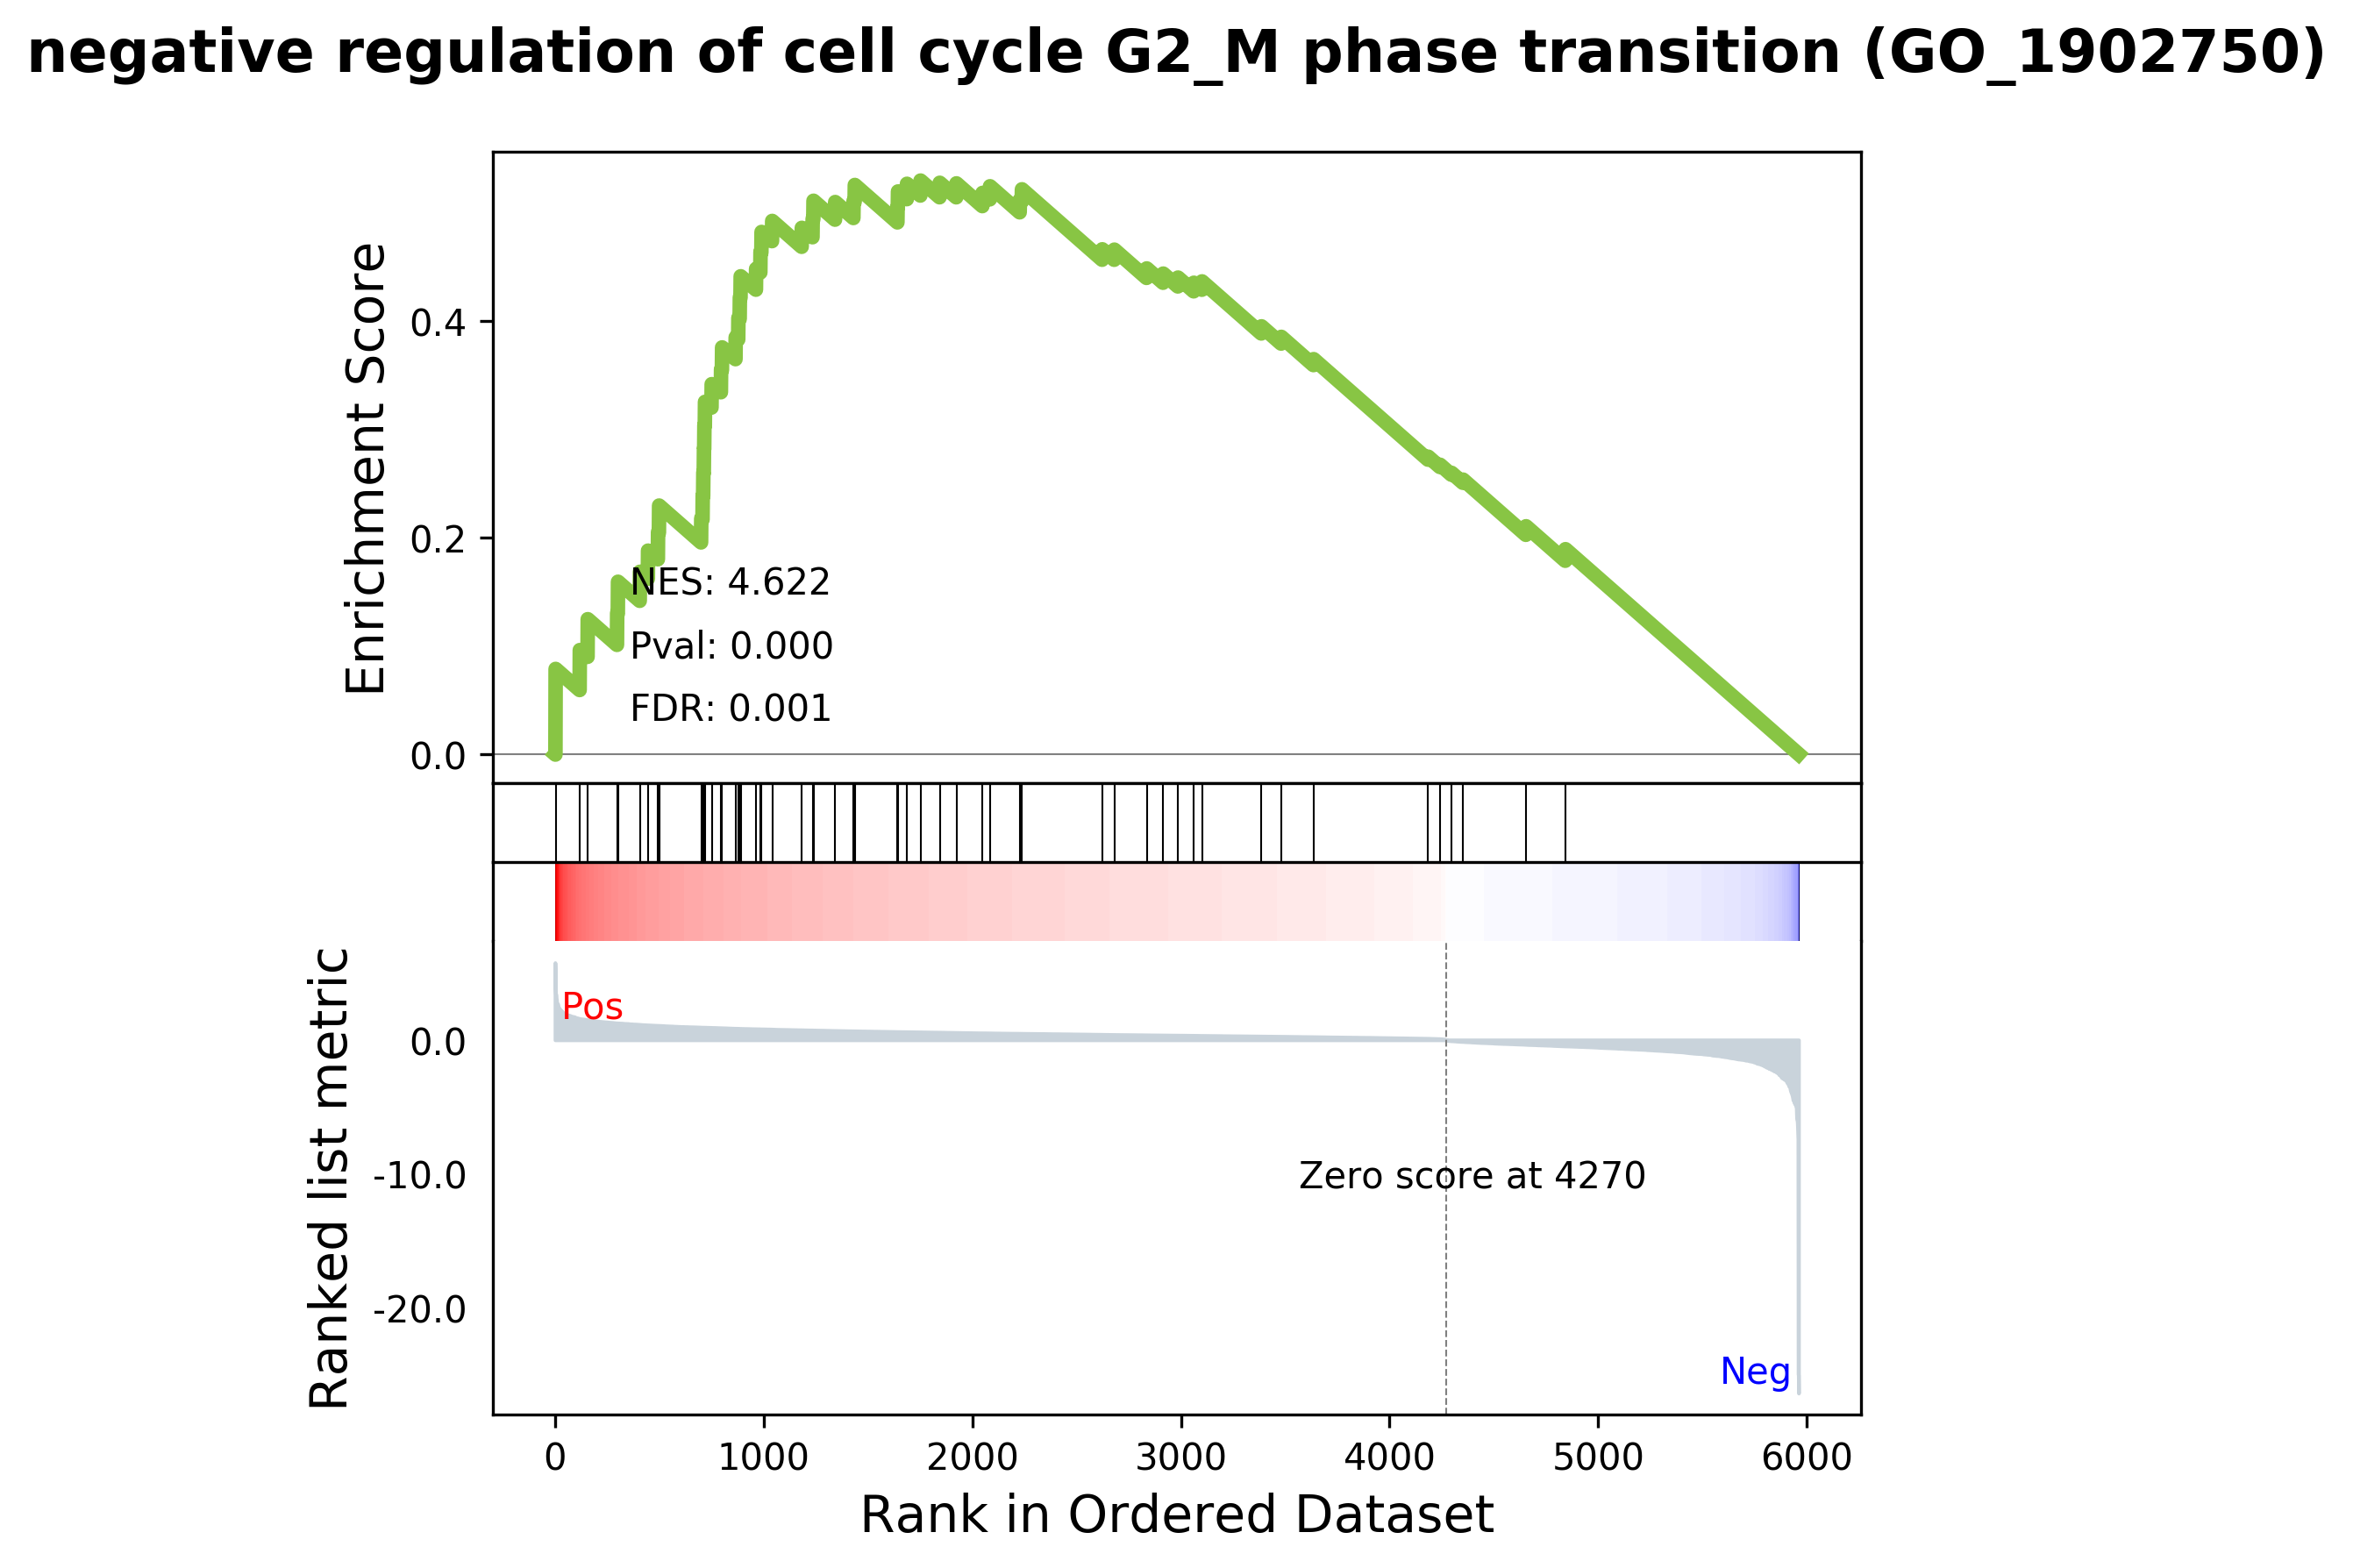 negative regulation of cell cycle G2_M phase transition (GO_1902750)
Enrichment Score
0.4
0.2
0.0
NES: 4.622
Pval: 0.000
FDR: 0.001
Ranked list metric
Pos
0.0
-10.0
-20.0
Zero score at 4270
Neg
0 1000 2000 3000 4000 5000 6000
Rank in Ordered Dataset